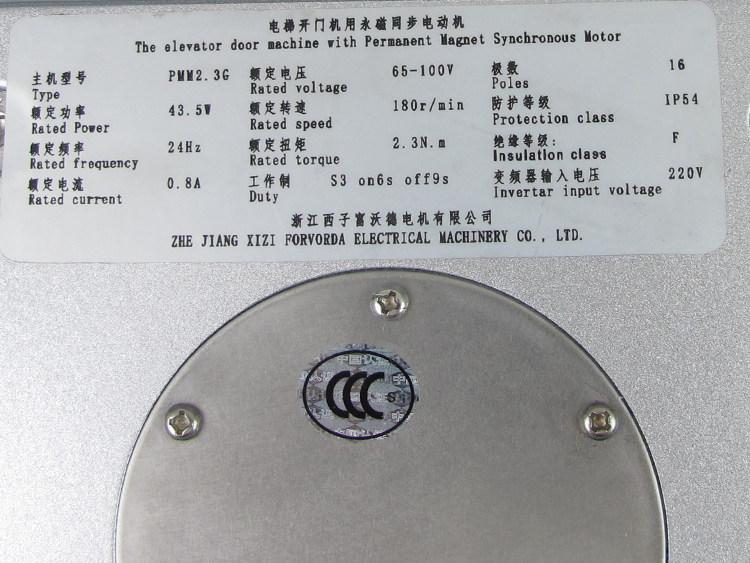 电梯开门机用永磁同步电动机
The elevator door machine with Permanent Magnet Synchronous Motor
主机型号 PMM2.3G 额定电压 65-100V 极数 16
Type Rated voltage Poles
额定功率 43.5W 额定转速 180r/min 防护等级 IP54
Rated Power Rated speed Protection class
额定频率 24Hz 额定扭矩 2.3N.m 绝缘等级: F
Rated frequency Rated torque Insulation class
额定电流 0.8A 工作制 S3 on6s off9s 变频器输入电压 220V
Rated current Duty Invertar input voltage
浙江西子富沃德电机有限公司
ZHE JIANG XIZI FORVORDA ELECTRICAL MACHINERY CO., LTD.
中国认
CCC S